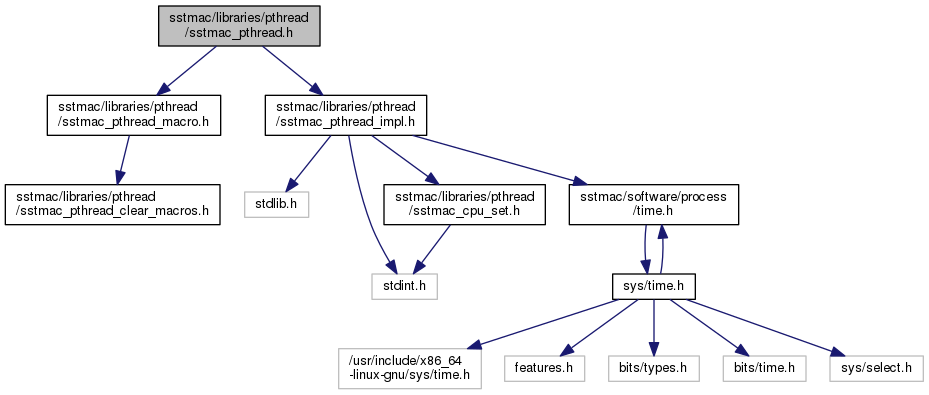 sstmac/libraries/pthread
/sstmac_pthread.h
sstmac/libraries/pthread
/sstmac_pthread_macro.h
sstmac/libraries/pthread
/sstmac_pthread_impl.h
sstmac/libraries/pthread
/sstmac_pthread_clear_macros.h
stdlib.h
sstmac/libraries/pthread
/sstmac_cpu_set.h
sstmac/software/process
/time.h
stdint.h
sys/time.h
/usr/include/x86_64
-linux-gnu/sys/time.h
features.h
bits/types.h
bits/time.h
sys/select.h